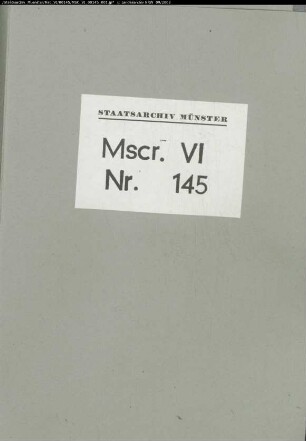 STAATSARCHIV MÜNSTER
Mscr. VI
Nr. 145